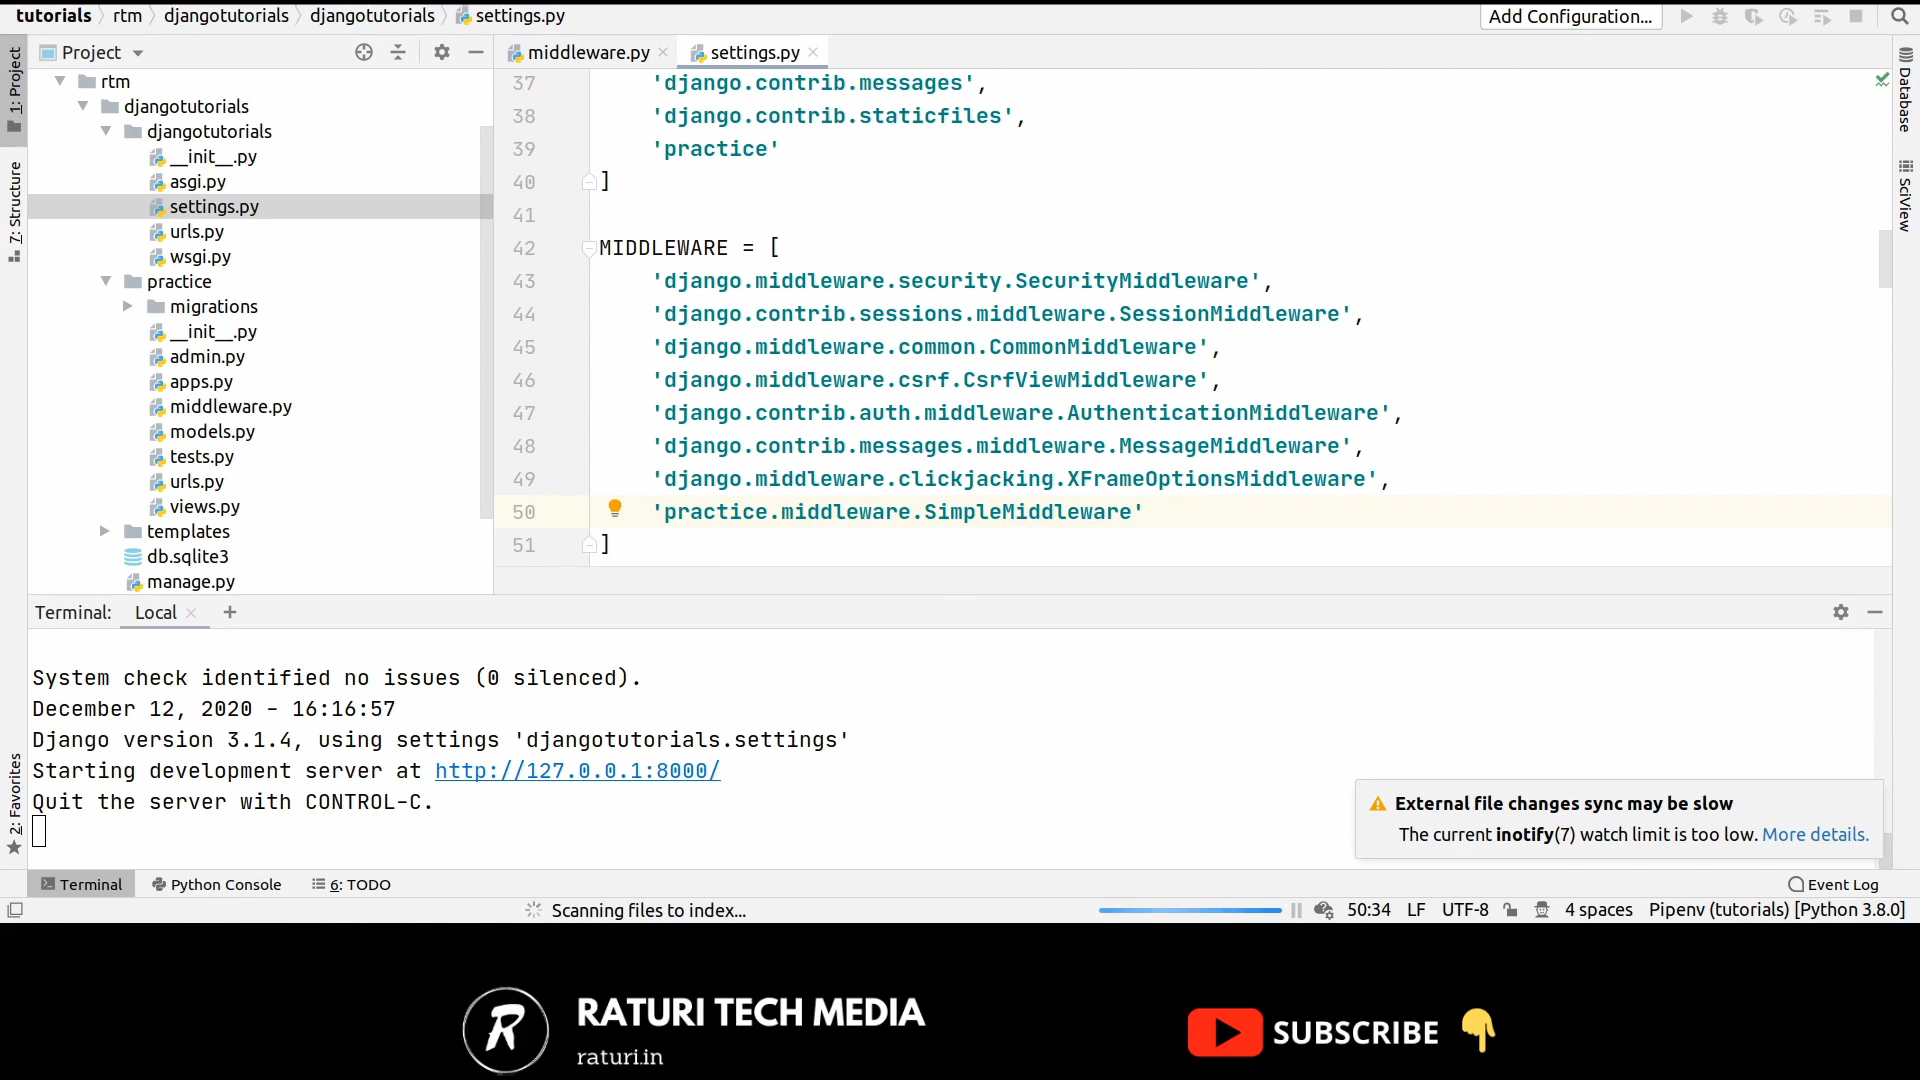 tutorials rtm djangotutorials djangotutorials settings.py
Add Configuration...
1: Project
Project
middleware.py
settings.py
rtm
djangotutorials
djangotutorials
__init__.py
asgi.py
settings.py
urls.py
wsgi.py
practice
migrations
__init__.py
admin.py
apps.py
middleware.py
models.py
tests.py
urls.py
views.py
templates
db.sqlite3
manage.py
7: Structure
2: Favorites
37 'django.contrib.messages',
38 'django.contrib.staticfiles',
39 'practice'
40 ]
41
42 MIDDLEWARE = [
43 'django.middleware.security.SecurityMiddleware',
44 'django.contrib.sessions.middleware.SessionMiddleware',
45 'django.middleware.common.CommonMiddleware',
46 'django.middleware.csrf.CsrfViewMiddleware',
47 'django.contrib.auth.middleware.AuthenticationMiddleware',
48 'django.contrib.messages.middleware.MessageMiddleware',
49 'django.middleware.clickjacking.XFrameOptionsMiddleware',
50 'practice.middleware.SimpleMiddleware'
51 ]
Database
SciView
Terminal: Local +
System check identified no issues (0 silenced).
December 12, 2020 - 16:16:57
Django version 3.1.4, using settings 'djangotutorials.settings'
Starting development server at http://127.0.0.1:8000/
Quit the server with CONTROL-C.
External file changes sync may be slow
The current inotify(7) watch limit is too low. More details.
Terminal Python Console 6: TODO Event Log
Scanning files to index... 50:34 LF UTF-8 4 spaces Pipenv (tutorials) [Python 3.8.0]
R
RATURI TECH MEDIA
raturi.in
SUBSCRIBE